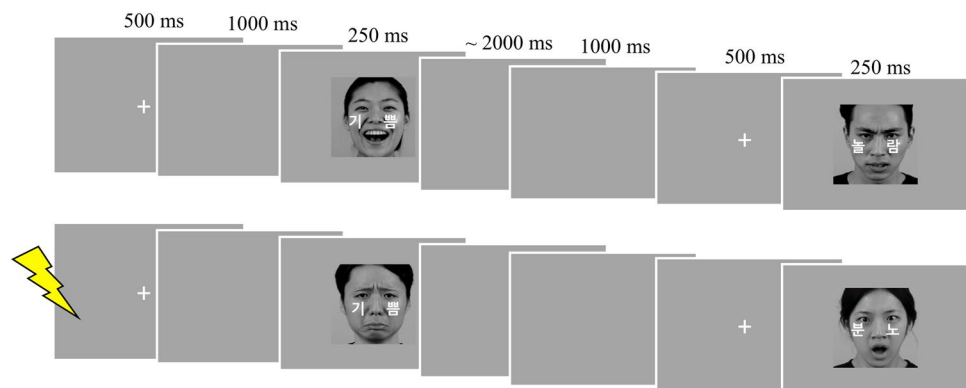 500 ms 1000 ms 250 ms ~ 2000 ms 1000 ms 500 ms 250 ms
+ 기 쁨 + 놀 람
+ 기 쁨 + 분 노